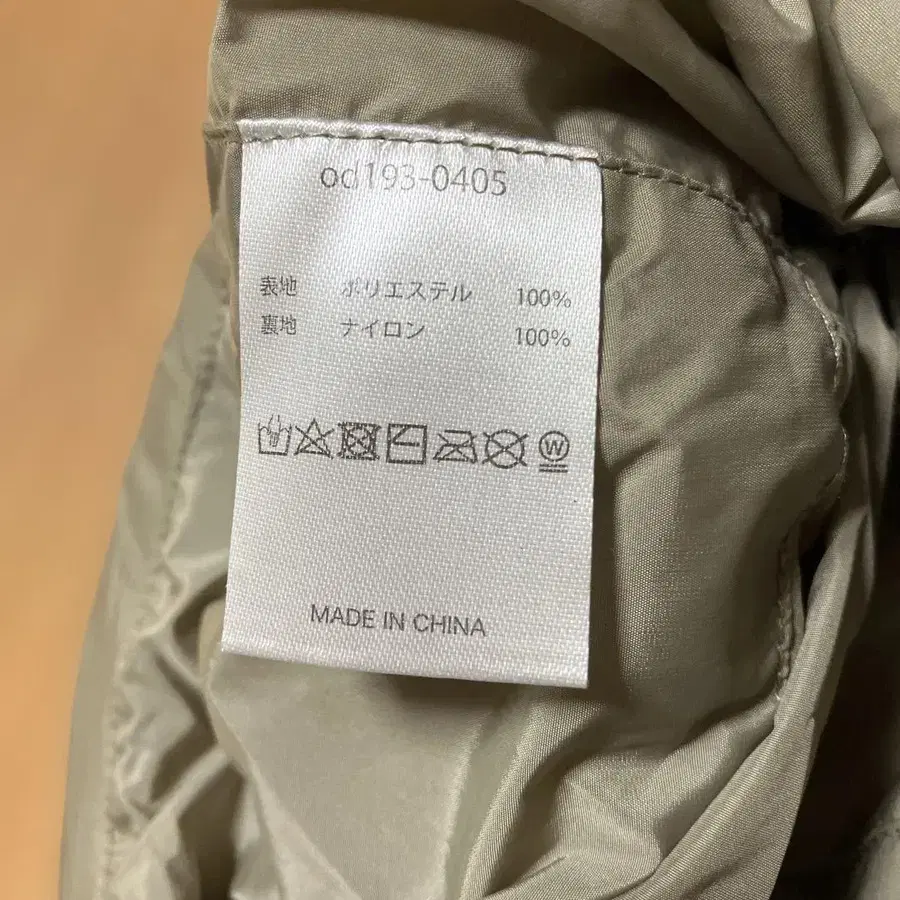 od193-0405
表地 ポリエステル 100%
裏地 ナイロン 100%
W
MADE IN CHINA